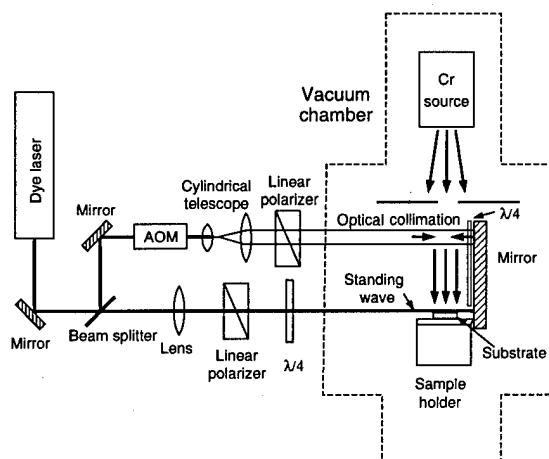 Cr
source
Vacuum
chamber
Dye laser
Mirror
Cylindrical
telescope
Linear
polarizer
AOM
Optical collimation
λ/4
Mirror
Standing
wave
Mirror
Beam splitter
Lens
Linear
polarizer
λ/4
Substrate
Sample
holder